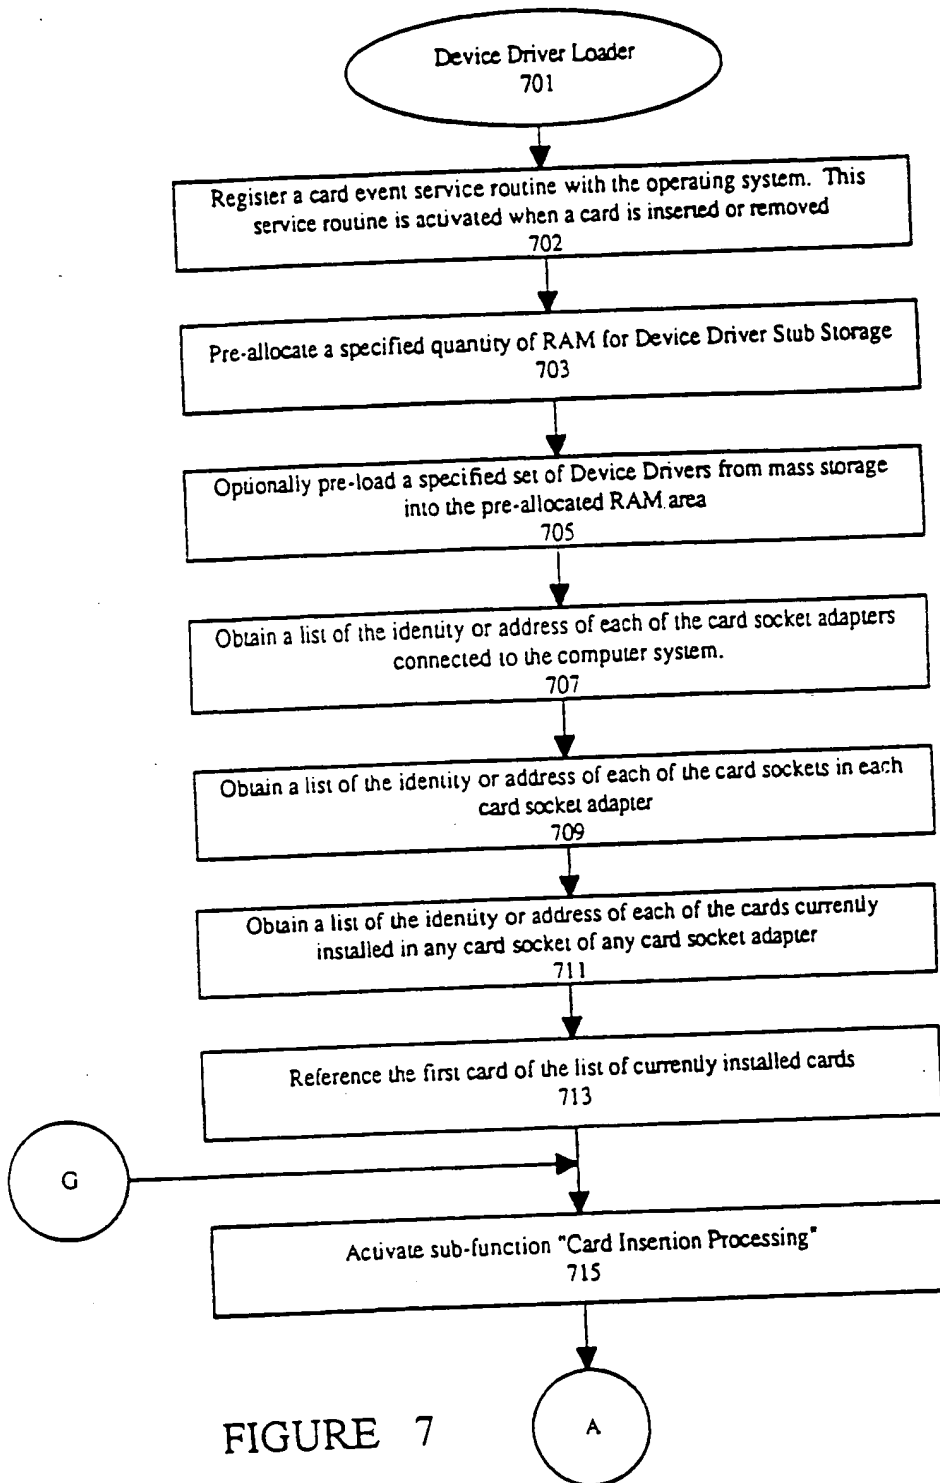 Device Driver Loader
701
Register a card event service routine with the operating system. This
service routine is activated when a card is inserted or removed
702
Pre-allocate a specified quantity of RAM for Device Driver Stub Storage
703
Optionally pre-load a specified set of Device Drivers from mass storage
into the pre-allocated RAM area
705
Obtain a list of the identity or address of each of the card socket adapters
connected to the computer system.
707
Obtain a list of the identity or address of each of the card sockets in each
card socket adapter
709
Obtain a list of the identity or address of each of the cards currently
installed in any card socket of any card socket adapter
711
Reference the first card of the list of currently installed cards
713
G
Activate sub-function "Card Insertion Processing"
715
FIGURE 7
A